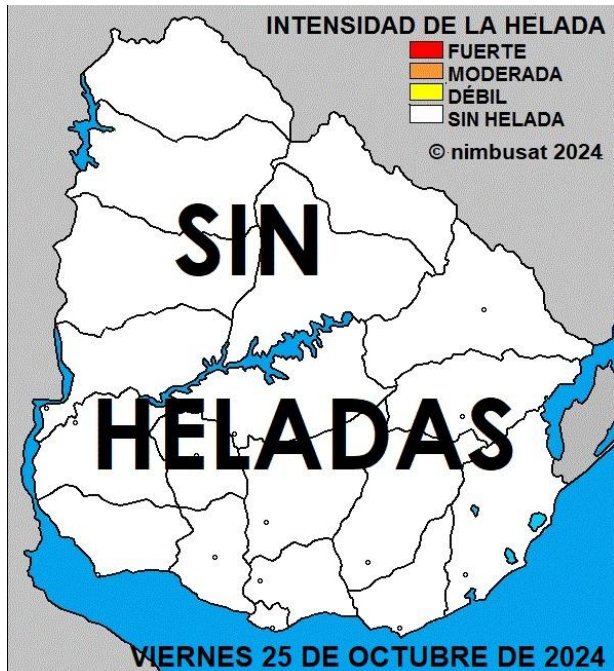 INTENSIDAD DE LA HELADA
FUERTE
MODERADA
DÉBIL
SIN HELADA
© nimbusat 2024
SIN
HELADAS
VIERNES 25 DE OCTUBRE DE 2024